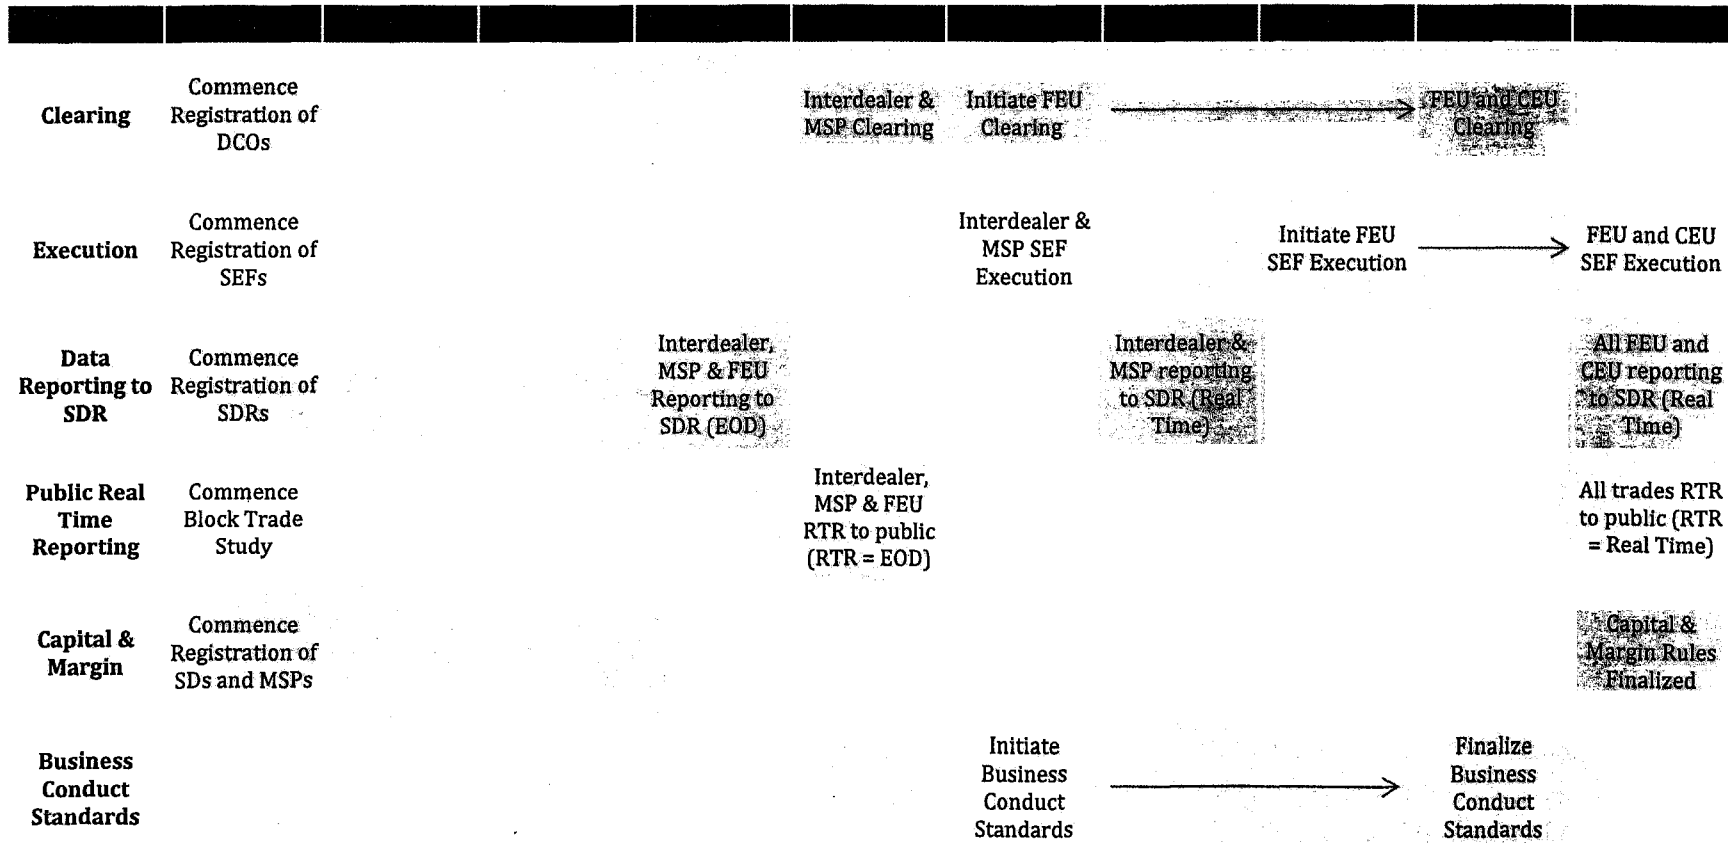 Clearing
Commence
Registration of
DCOs
Interdealer &
MSP Clearing
Initiate FEU
Clearing
FEU and CEU
Clearing
Execution
Commence
Registration of
SEFs
Interdealer &
MSP SEF
Execution
Initiate FEU
SEF Execution
FEU and CEU
SEF Execution
Data
Reporting to
SDR
Commence
Registration of
SDRs
Interdealer,
MSP & FEU
Reporting to
SDR (EOD)
Interdealer &
MSP reporting
to SDR (Real
Time)
All FEU and
CEU reporting
to SDR (Real
Time)
Public Real
Time
Reporting
Commence
Block Trade
Study
Interdealer,
MSP & FEU
RTR to public
(RTR = EOD)
All trades RTR
to public (RTR
= Real Time)
Capital &
Margin
Commence
Registration of
SDs and MSPs
Capital &
Margin Rules
Finalized
Business
Conduct
Standards
Initiate
Business
Conduct
Standards
Finalize
Business
Conduct
Standards